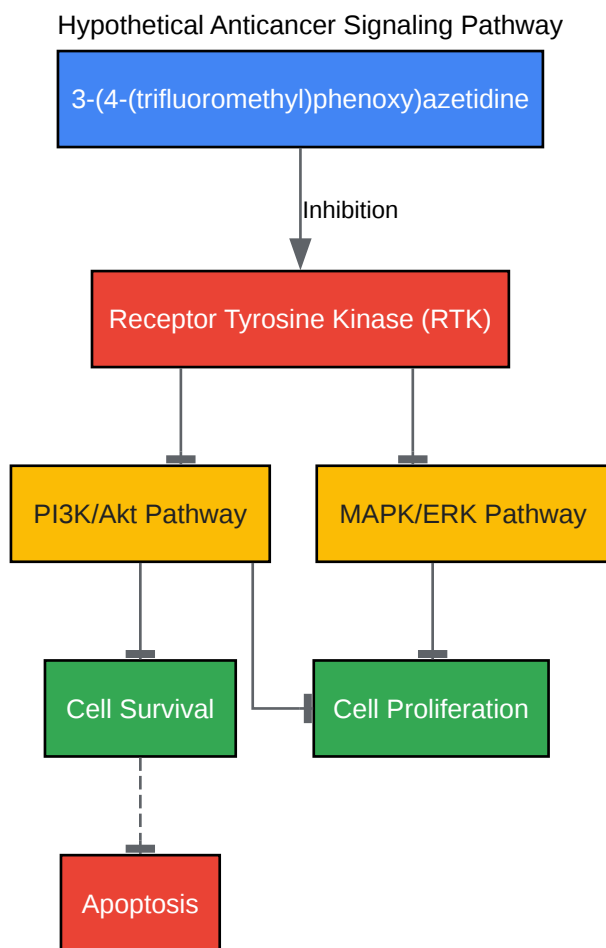 Hypothetical Anticancer Signaling Pathway
3-(4-(trifluoromethyl)phenoxy)azetidine
Inhibition
Receptor Tyrosine Kinase (RTK)
PI3K/Akt Pathway
MAPK/ERK Pathway
Cell Survival
Cell Proliferation
Apoptosis